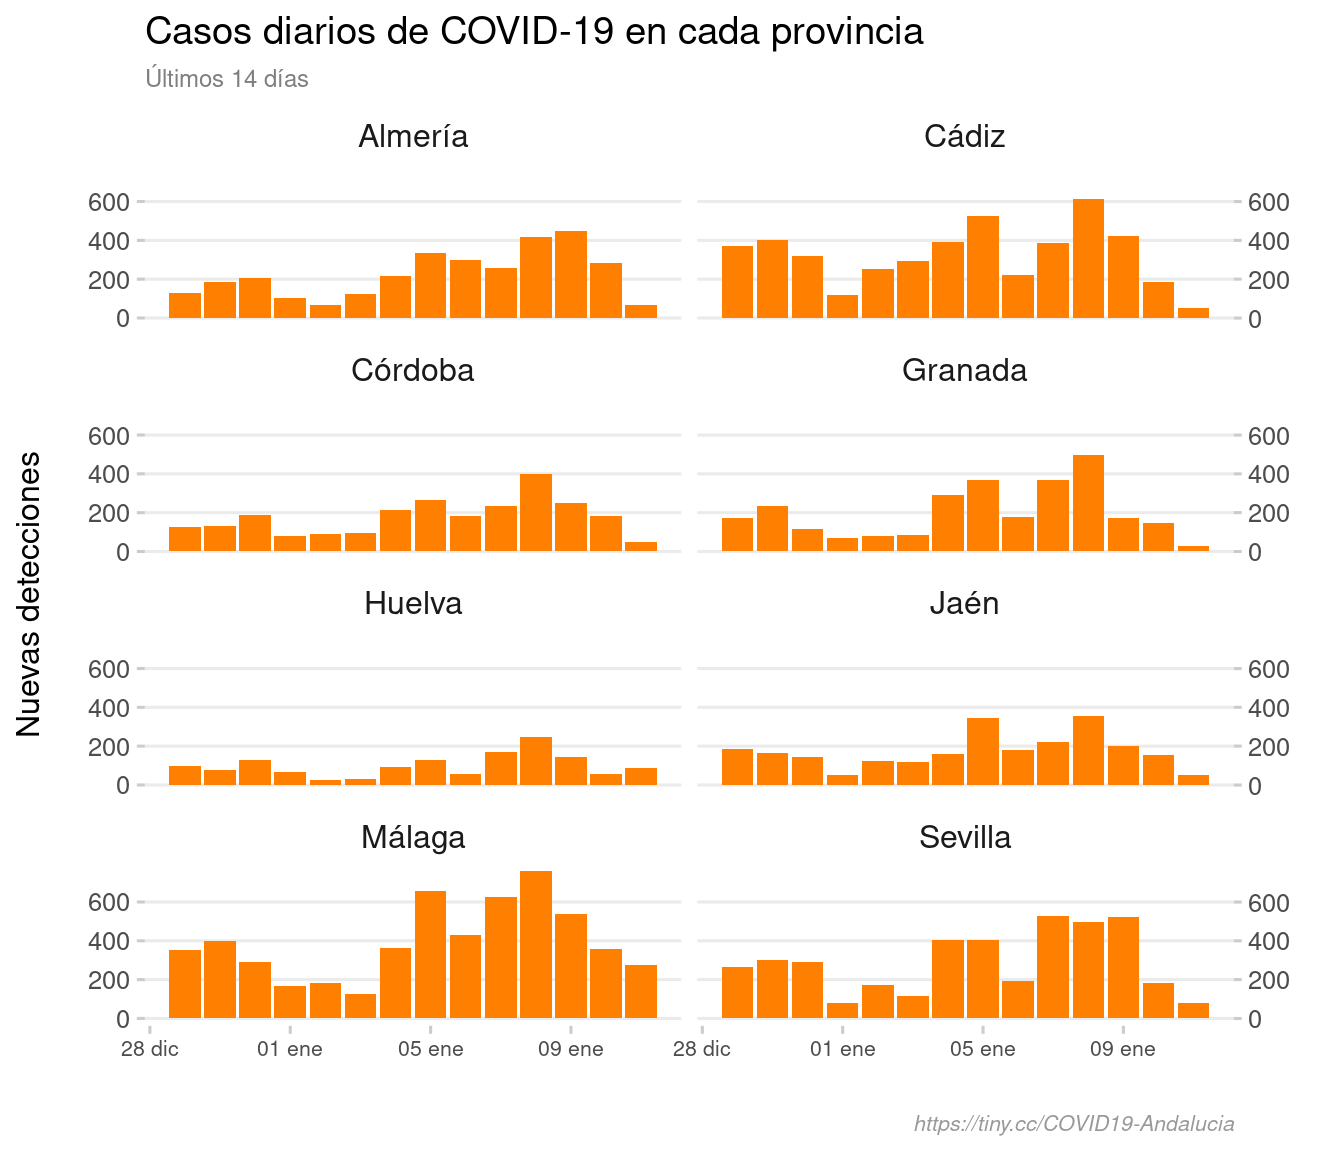 Casos diarios de COVID-19 en cada provincia
Últimos 14 días
Almería
Cádiz
600
400
200
0
600
400
200
0
Córdoba
Granada
600
400
200
0
600
400
200
0
Nuevas detecciones
Huelva
Jaén
600
400
200
0
600
400
200
0
Málaga
Sevilla
600
400
200
0
600
400
200
0
28 dic 01 ene 05 ene 09 ene
28 dic 01 ene 05 ene 09 ene
https://tiny.cc/COVID19-Andalucia